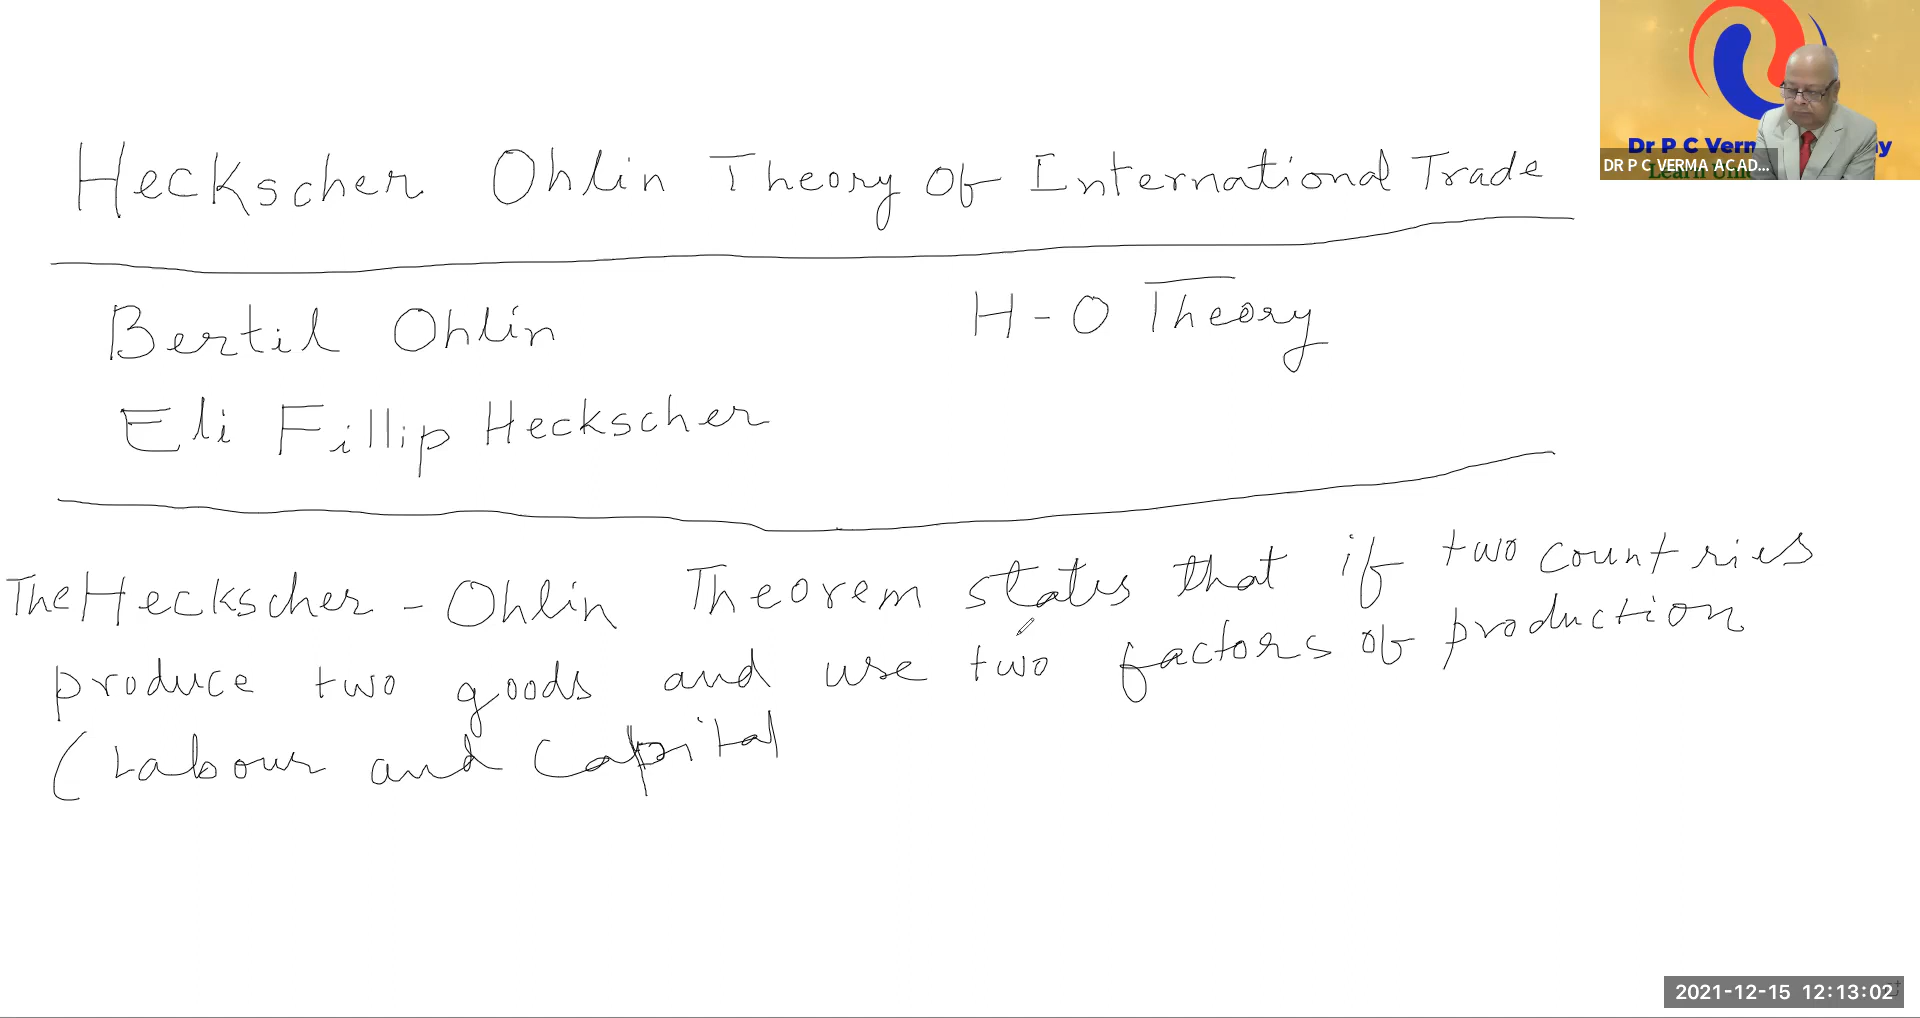 Heckscher Ohlin Theory Of International Trade
Bertil Ohlin
H-O Theory
Eli Fillip Heckscher
The Heckscher - Ohlin Theorem states that if two countries
produce two goods and use two factors of production
(Labour and Capital
Dr P C Verm y
DR P C VERMA ACAD...
2021-12-15 12:13:02